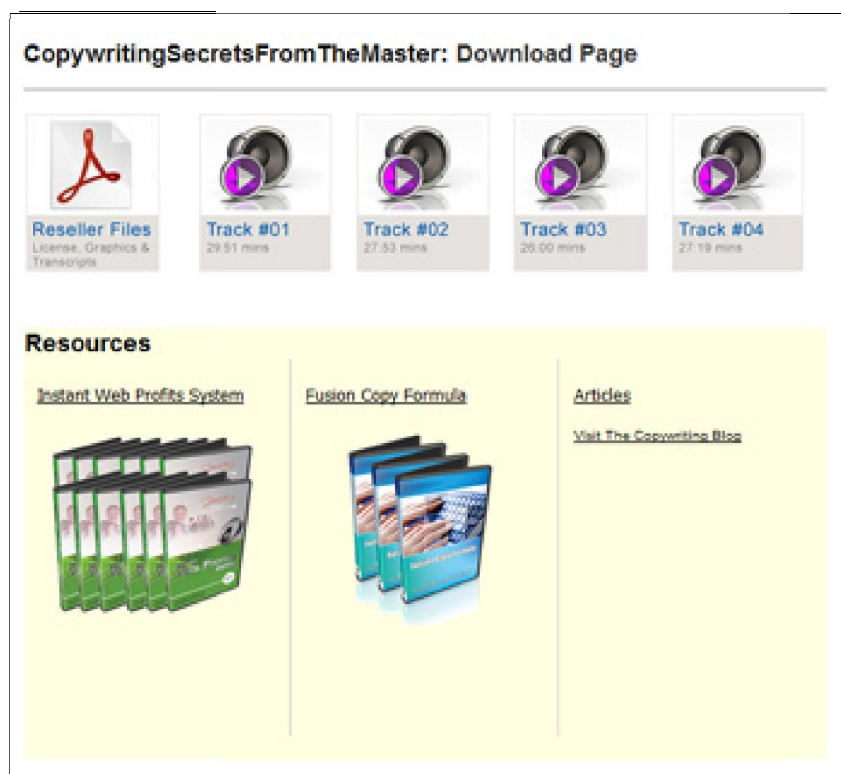 CopywritingSecretsFromTheMaster: Download Page
Reseller Files
License, Graphics &
Transcripts
Track #01
29:51 mins
Track #02
27:53 mins
Track #03
26:00 mins
Track #04
27:19 mins
Resources
Instant Web Profits System
Fusion Copy Formula
Articles
Visit The Copywriting Blog